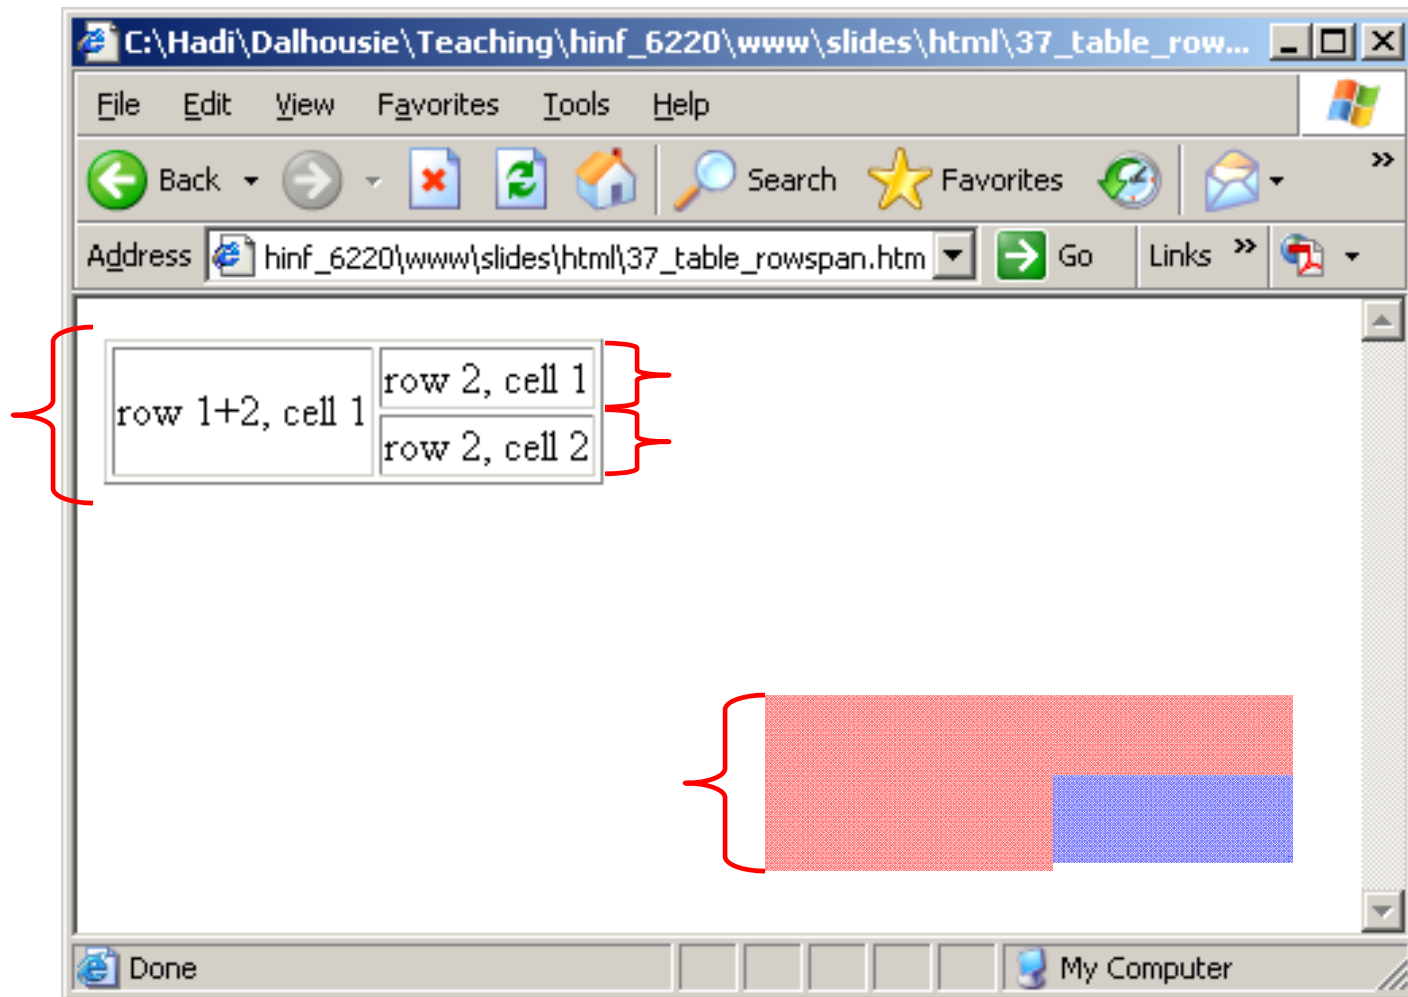 C:\Hadi\Dalhousie\Teaching\hinf_6220\www\slides\html\37_table_row...
File Edit View Favorites Tools Help
Back Search Favorites »
Address hinf_6220\www\slides\html\37_table_rowspan.htm Go Links »
row 1+2, cell 1
row 2, cell 1
row 2, cell 2
Done My Computer